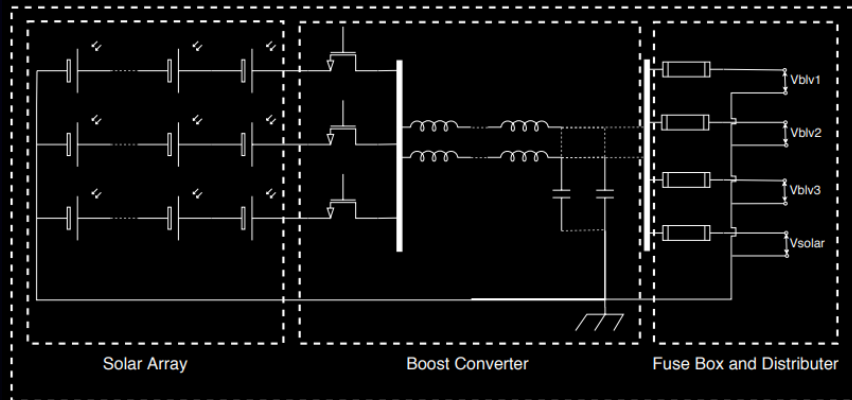 Vblv1
Vblv2
Vblv3
Vsolar
Solar Array
Boost Converter
Fuse Box and Distributer